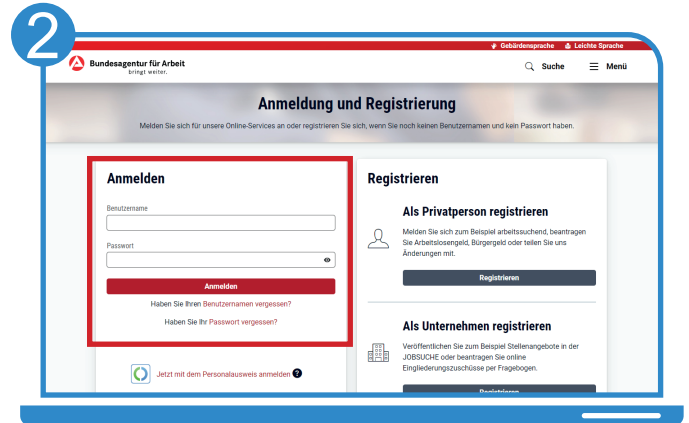 2
Gebärdensprache Leichte Sprache
Bundesagentur für Arbeit
bringt weiter.
Suche Menü
Anmeldung und Registrierung
Melden Sie sich für unsere Online-Services an oder registrieren Sie sich, wenn Sie noch keinen Benutzernamen und kein Passwort haben.
Anmelden
Benutzername
Passwort
Anmelden
Haben Sie Ihren Benutzernamen vergessen?
Haben Sie Ihr Passwort vergessen?
Jetzt mit dem Personalausweis anmelden ?
Registrieren
Als Privatperson registrieren
Melden Sie sich zum Beispiel arbeitssuchend, beantragen
Sie Arbeitslosengeld, Bürgergeld oder teilen Sie uns
Änderungen mit.
Registrieren
Als Unternehmen registrieren
Veröffentlichen Sie zum Beispiel Stellenangebote in der
JOBSUCHE oder beantragen Sie online
Eingliederungszuschüsse per Fragebogen.
Registrieren